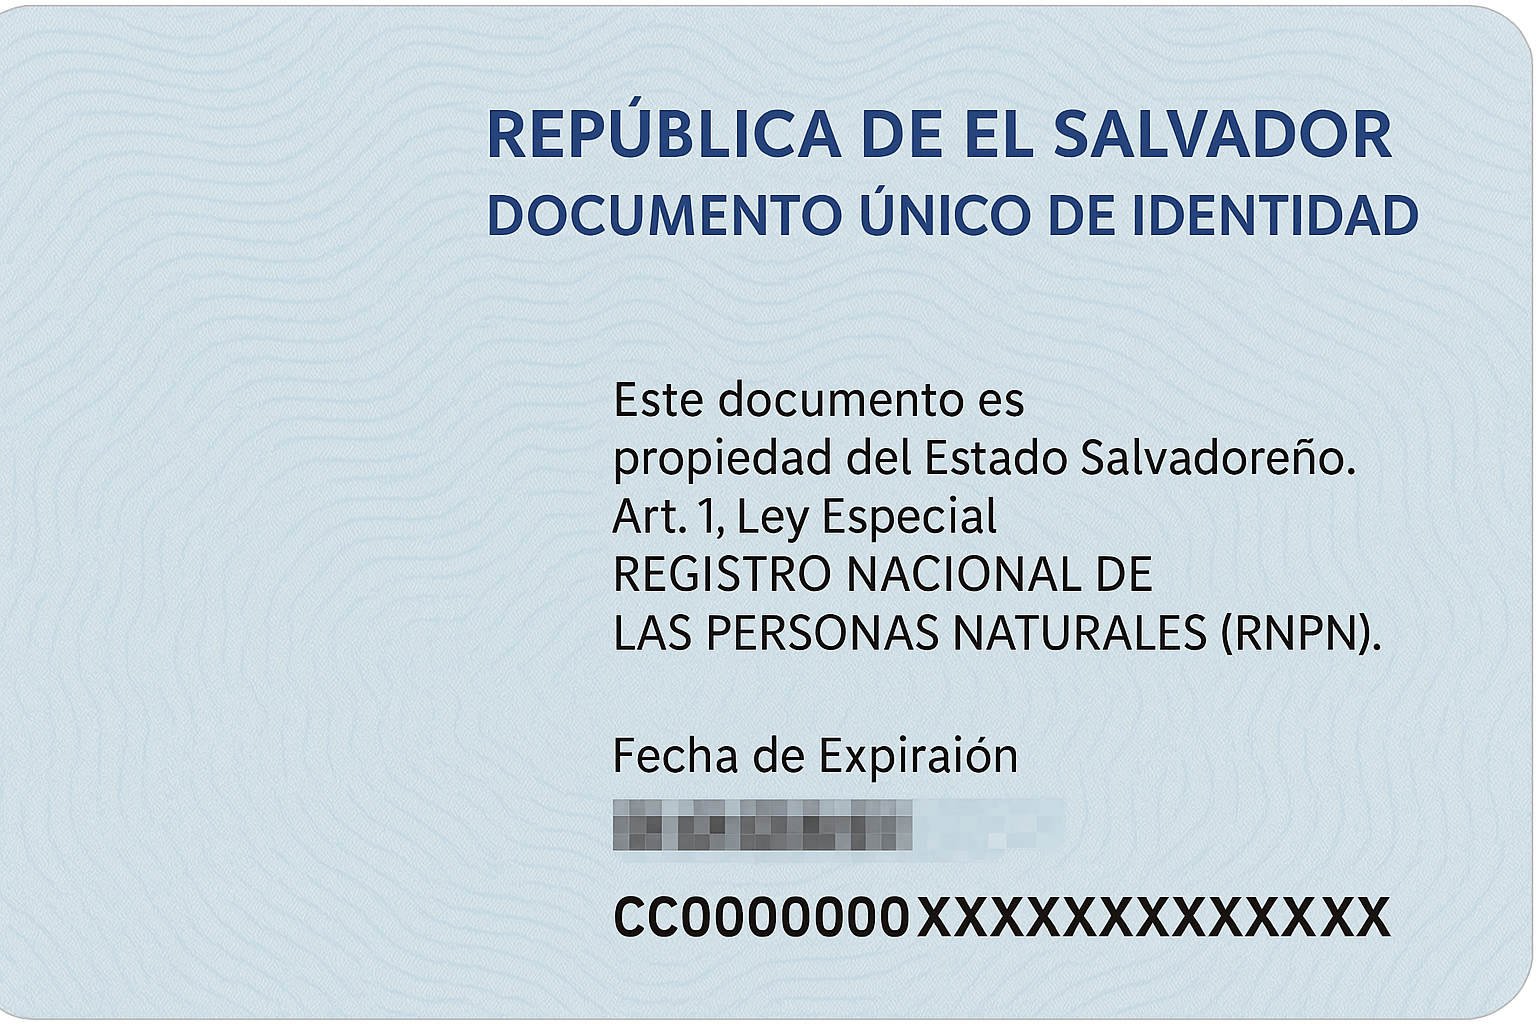 REPÚBLICA DE EL SALVADOR
DOCUMENTO ÚNICO DE IDENTIDAD
Este documento es
propiedad del Estado Salvadoreño.
Art. 1, Ley Especial
REGISTRO NACIONAL DE
LAS PERSONAS NATURALES (RNPN).
Fecha de Expiraión
CC0000000XXXXXXXXXXXXX